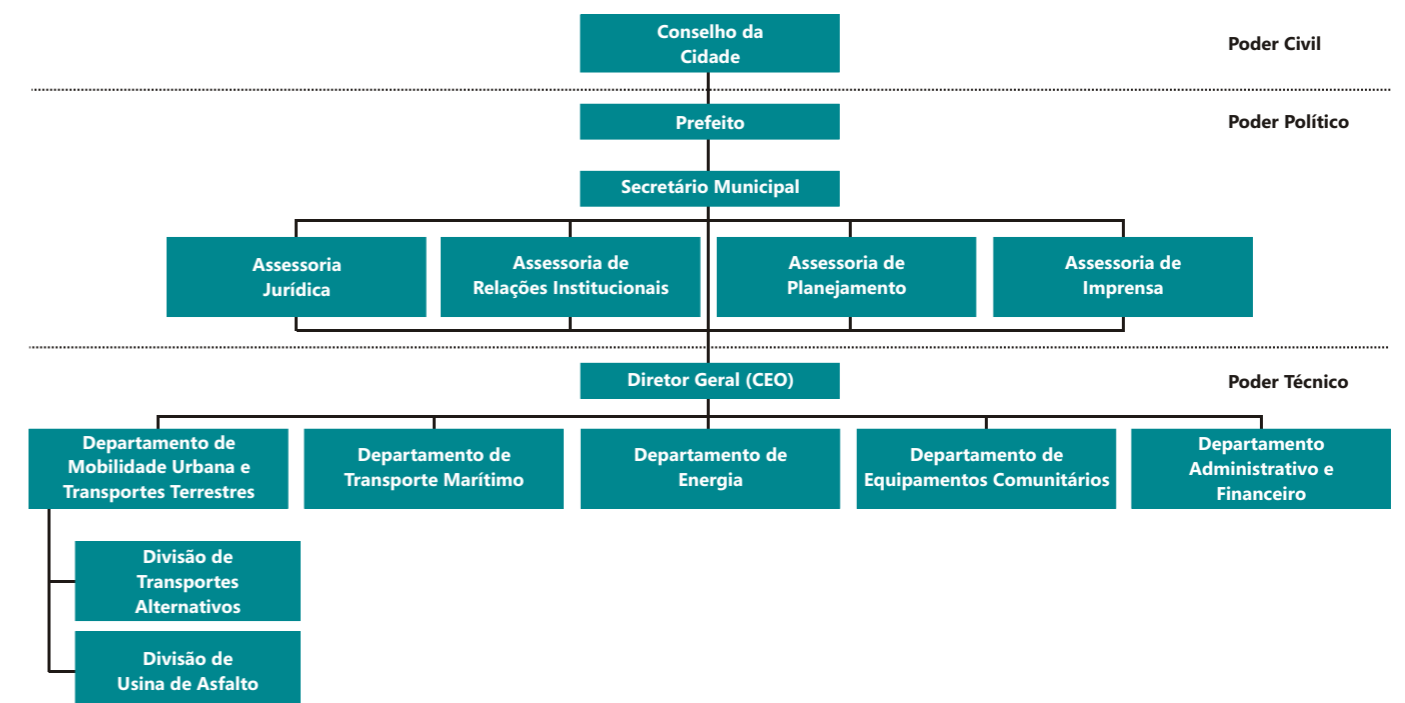 Conselho da
Cidade
Poder Civil
Prefeito
Poder Político
Secretário Municipal
Assessoria
Jurídica
Assessoria de
Relações Institucionais
Assessoria de
Planejamento
Assessoria de
Imprensa
Diretor Geral (CEO)
Poder Técnico
Departamento de
Mobilidade Urbana e
Transportes Terrestres
Departamento de
Transporte Marítimo
Departamento de
Energia
Departamento de
Equipamentos Comunitários
Departamento
Administrativo e
Financeiro
Divisão de
Transportes
Alternativos
Divisão de
Usina de Asfalto